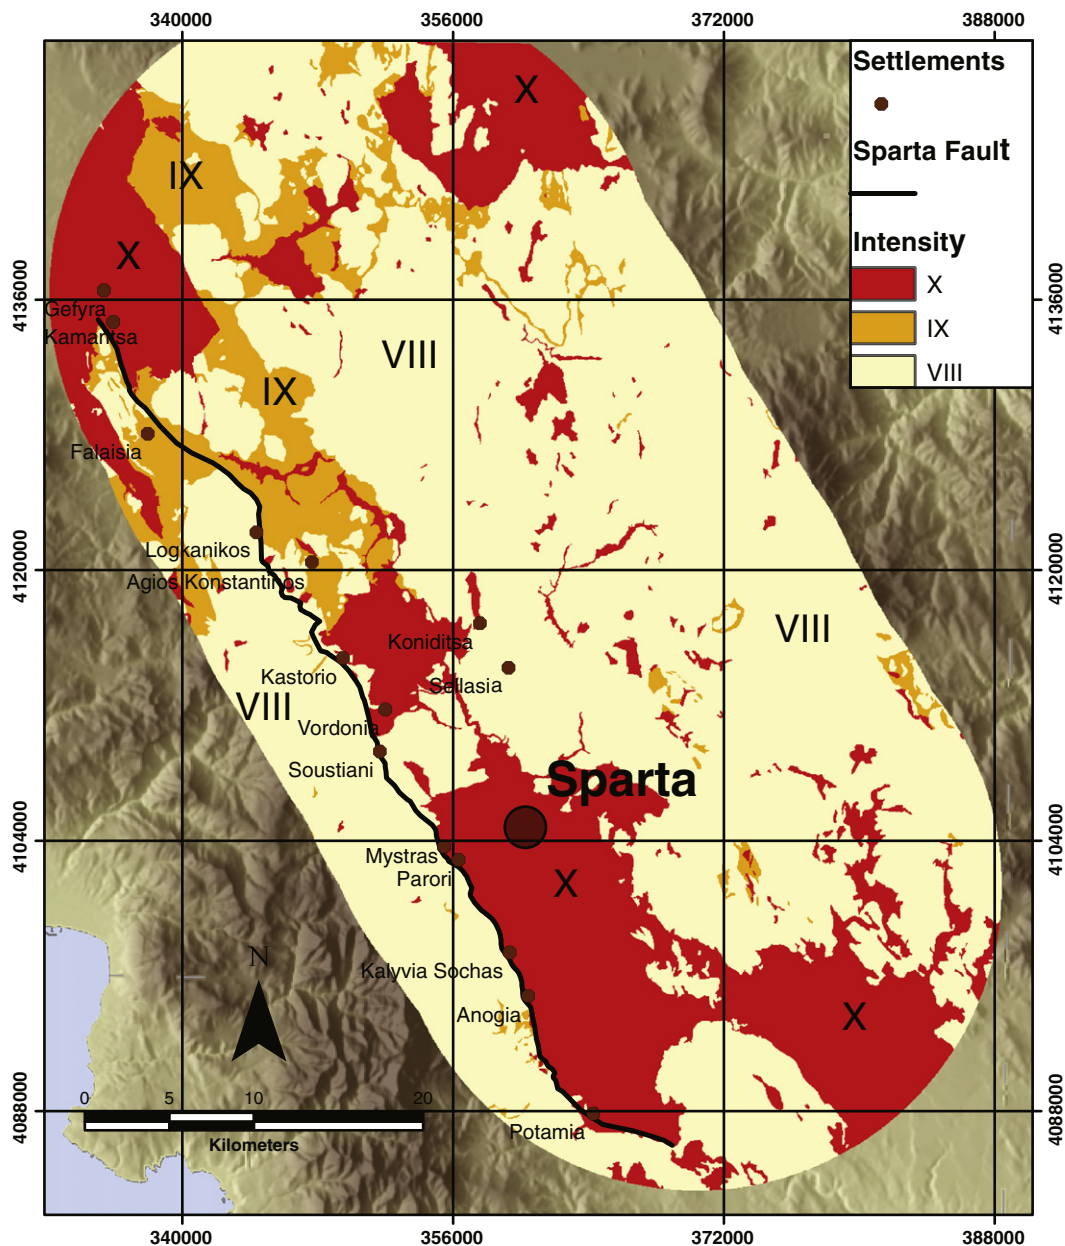 340000 356000 372000 388000
Settlements
Sparta Fault
Intensity
X
IX
VIII
X
IX
X
4136000 4136000
Gefyra
Kamantsa
VIII
IX
Falaisia
Logkanikos
4120000 4120000
Agios Konstantinos
VIII
Koniditsa
Kastorio
Sellasia
VIII
Vordonia
Soustiani
Sparta
4104000 4104000
Mystras
Parori
X
N
Kalyvia Sochas
Anogia
X
0 5 10 20
Kilometers
4088000 4088000
Potamia
340000 356000 372000 388000